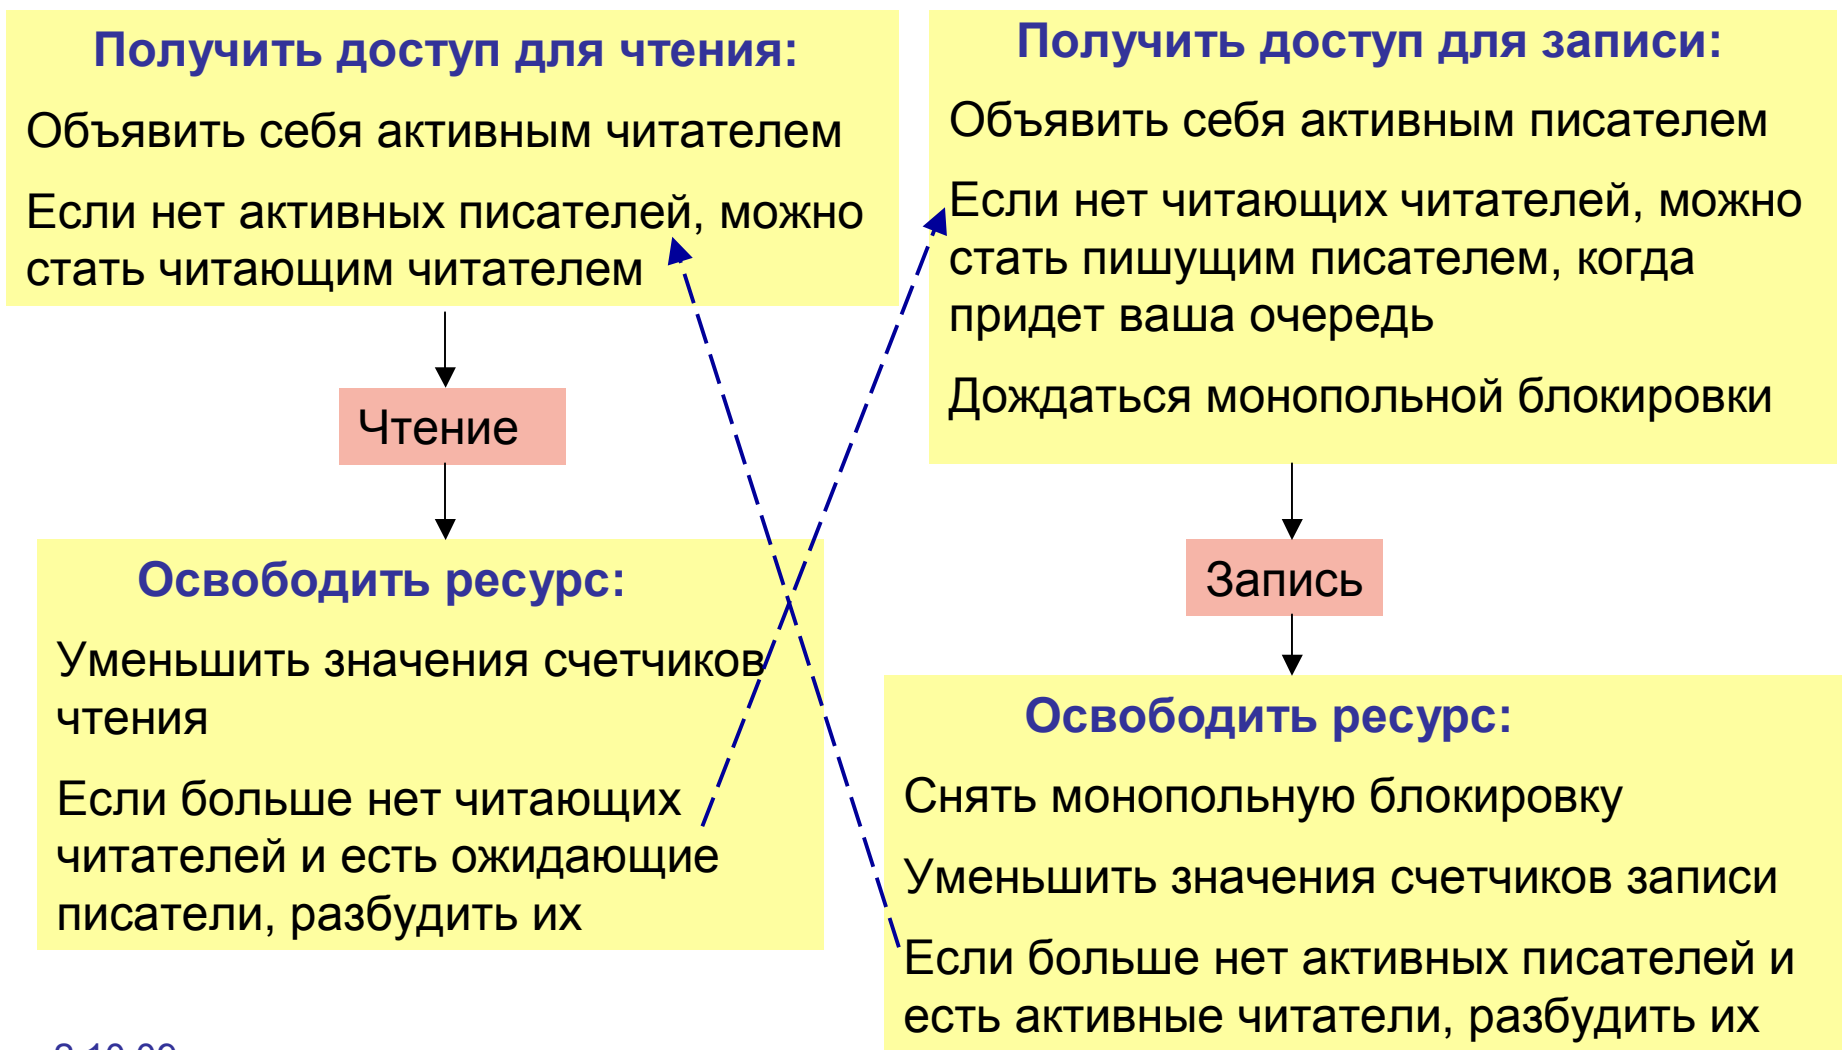 Получить доступ для чтения:
Объявить себя активным читателем
Если нет активных писателей, можно
стать читающим читателем
Чтение
Освободить ресурс:
Уменьшить значения счетчиков
чтения
Если больше нет читающих
читателей и есть ожидающие
писатели, разбудить их
Получить доступ для записи:
Объявить себя активным писателем
Если нет читающих читателей, можно
стать пишущим писателем, когда
придет ваша очередь
Дождаться монопольной блокировки
Запись
Освободить ресурс:
Снять монопольную блокировку
Уменьшить значения счетчиков записи
Если больше нет активных писателей и
есть активные читатели, разбудить их